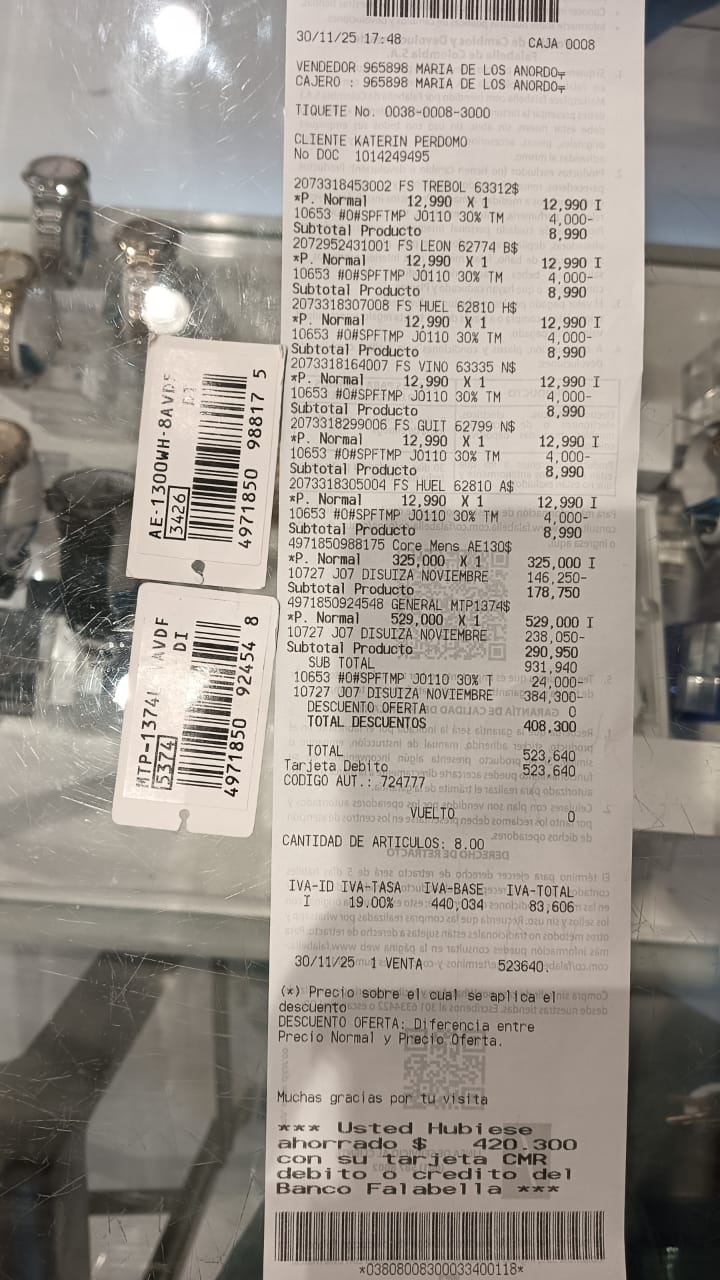 30/11/25 17:48 CAJA 0008
VENDEDOR 965898 MARIA DE LOS ANORDO
CAJERO : 965898 MARIA DE LOS ANORDO
TIQUETE No. 0038-0008-3000
CLIENTE KATERIN PERDOMO
No DOC 1014249495
2073318453002 FS TREBOL 63312$
*P. Normal 12,990 X 1 12,990 I
10653 #O#SPFTMP J0110 30% TM 4,000-
Subtotal Producto 8,990
2072952431001 FS LEON 62774 B$
*P. Normal 12,990 X 1 12,990 I
10653 #O#SPFTMP J0110 30% TM 4,000-
Subtotal Producto 8,990
2073318307008 FS HUEL 62810 H$
*P. Normal 12,990 X 1 12,990 I
10653 #O#SPFTMP J0110 30% TM 4,000-
Subtotal Producto 8,990
2073318164007 FS VINO 63335 N$
*P. Normal 12,990 X 1 12,990 I
10653 #O#SPFTMP J0110 30% TM 4,000-
Subtotal Producto 8,990
2073318299006 FS GUIT 62799 N$
*P. Normal 12,990 X 1 12,990 I
10653 #O#SPFTMP J0110 30% TM 4,000-
Subtotal Producto 8,990
2073318305004 FS HUEL 62810 A$
*P. Normal 12,990 X 1 12,990 I
10653 #O#SPFTMP J0110 30% TM 4,000-
Subtotal Producto 8,990
4971850988175 Core Mens AE130$
*P. Normal 325,000 X 1 325,000 I
10727 J07 DISUIZA NOVIEMBRE 146,250-
Subtotal Producto 178,750
4971850924548 GENERAL MTP1374$
*P. Normal 529,000 X 1 529,000 I
10727 J07 DISUIZA NOVIEMBRE 238,050-
Subtotal Producto 290,950
SUB TOTAL 931,940
10653 #O#SPFTMP J0110 30% T 24,000-
10727 J07 DISUIZA NOVIEMBRE 384,300-
DESCUENTO OFERTA 0
TOTAL DESCUENTOS 408,300
TOTAL 523,640
Tarjeta Debito 523,640
CODIGO AUT.: 724777
VUELTO 0
CANTIDAD DE ARTICULOS: 8.00
IVA-ID IVA-TASA IVA-BASE IVA-TOTAL
I 19.00% 440,034 83,606
30/11/25 1 VENTA 523640
(*) Precio sobre el cual se aplica el
descuento
DESCUENTO OFERTA: Diferencia entre
Precio Normal y Precio Oferta.
Muchas gracias por tu visita
*** Usted Hubiese
ahorrado $ 420.300
con su tarjeta CMR
debito o credito del
Banco Falabella ***
*03808008300033400118*
AE-1300WH-8AVDF
D1
3426
4971850 98817 5
AVDF
DI
5374
4971850 92454 8